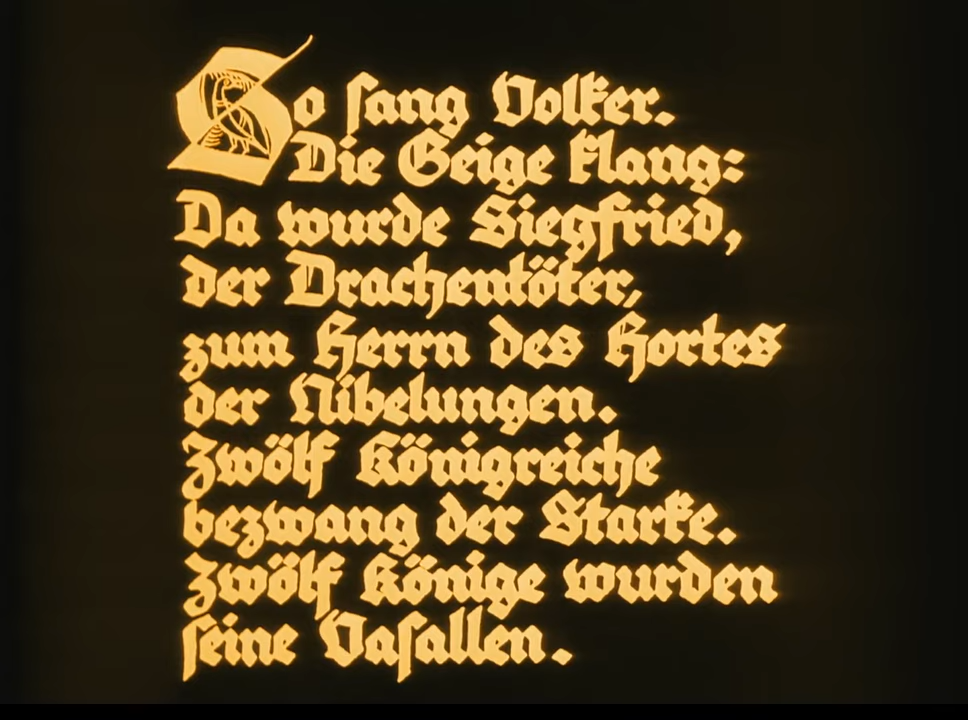 So sang Volker.
Die Geige klang:
Da wurde Siegfried,
der Drachentöter,
zum Herrn des Hortes
der Nibelungen.
Zwölf Königreiche
bezwang der Starke.
Zwölf Könige wurden
seine Vasallen.